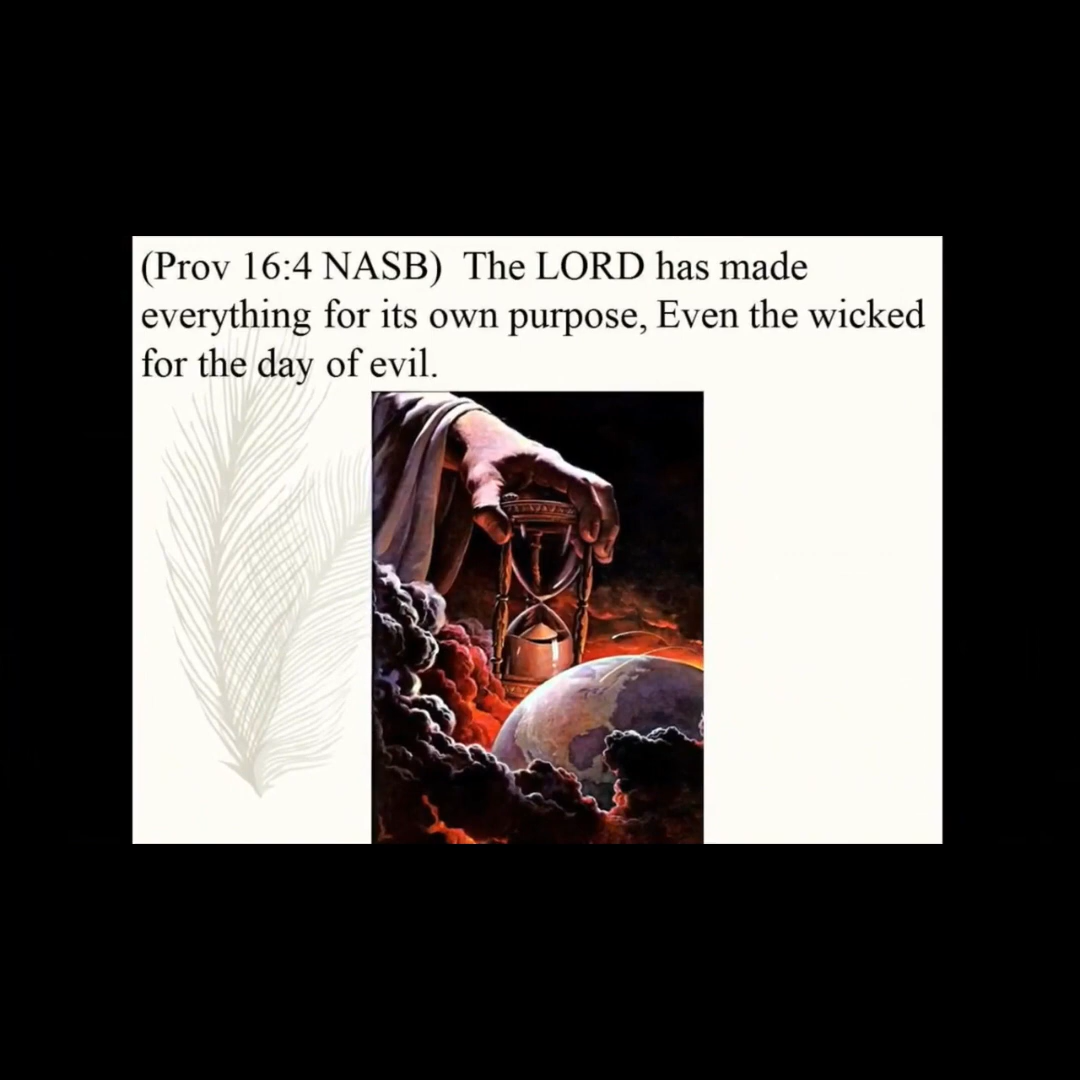 (Prov 16:4 NASB)  The LORD has made
everything for its own purpose, Even the wicked
for the day of evil.